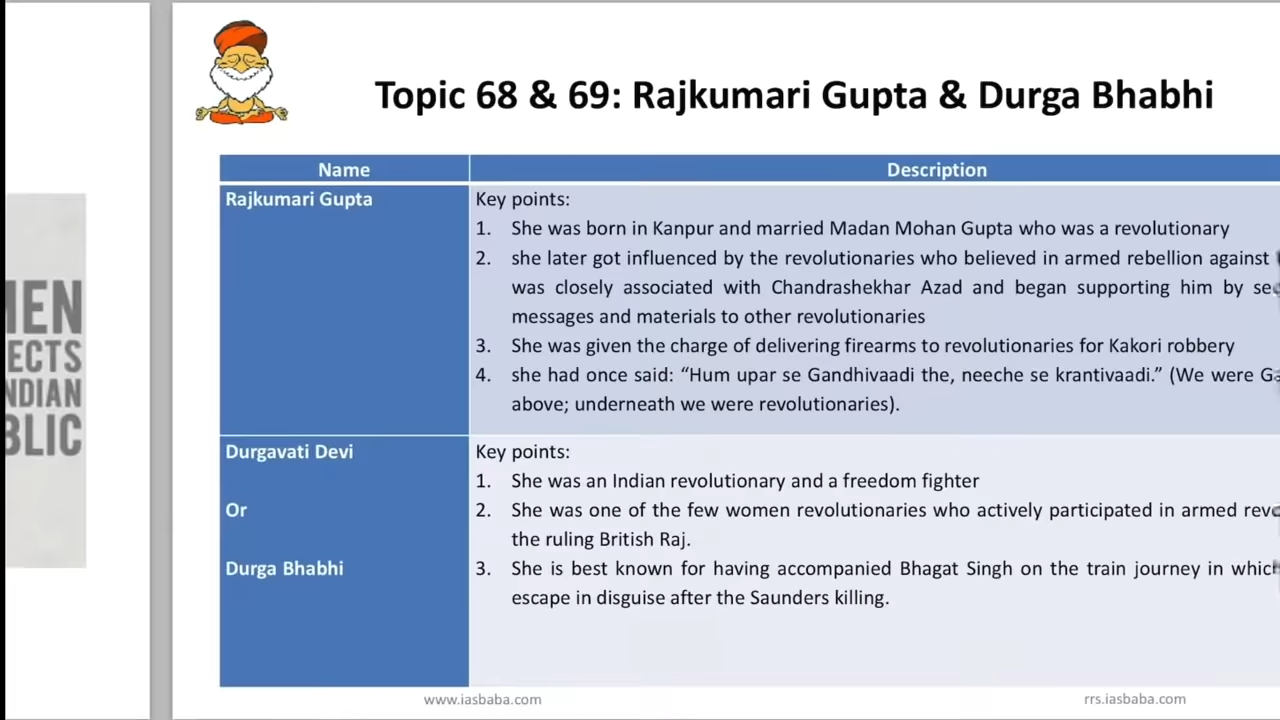 Topic 68 & 69: Rajkumari Gupta & Durga Bhabhi
MEN
ECTS
NDIAN
BLIC
Name
Description
Rajkumari Gupta
Key points:
1. She was born in Kanpur and married Madan Mohan Gupta who was a revolutionary
2. she later got influenced by the revolutionaries who believed in armed rebellion against
was closely associated with Chandrashekhar Azad and began supporting him by
messages and materials to other revolutionaries
3. She was given the charge of delivering firearms to revolutionaries for Kakori robbery
4. she had once said: “Hum upar se Gandhivaadi the, neeche se krantivaadi.” (We were
above; underneath we were revolutionaries).
Durgavati Devi
Or
Durga Bhabhi
Key points:
1. She was an Indian revolutionary and a freedom fighter
2. She was one of the few women revolutionaries who actively participated in armed
the ruling British Raj.
3. She is best known for having accompanied Bhagat Singh on the train journey in which
escape in disguise after the Saunders killing.
www.iasbaba.com
rrs.iasbaba.com